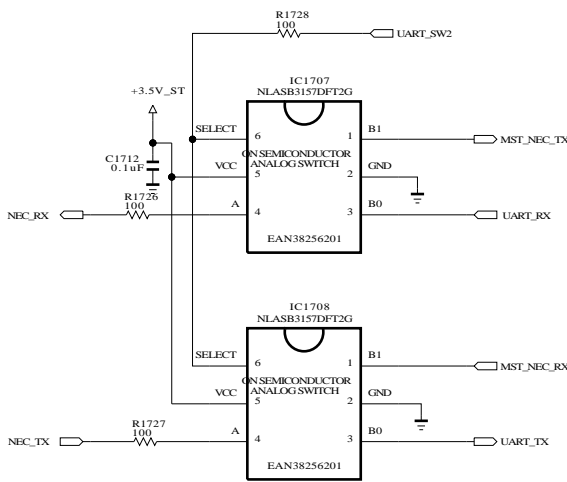 R1728
100
UART_SW2
IC1707
NLASB3157DFT2G
+3.5V_ST
SELECT
6
1
B1
MST_NEC_TX
C1712
0.1uF
ON SEMICONDUCTOR
ANALOG SWITCH
VCC
5
2
GND
R1726
100
NEC_RX
A
4
3
B0
UART_RX
EAN38256201
IC1708
NLASB3157DFT2G
SELECT
6
1
B1
MST_NEC_RX
ON SEMICONDUCTOR
ANALOG SWITCH
VCC
5
2
GND
R1727
100
NEC_TX
A
4
3
B0
UART_TX
EAN38256201